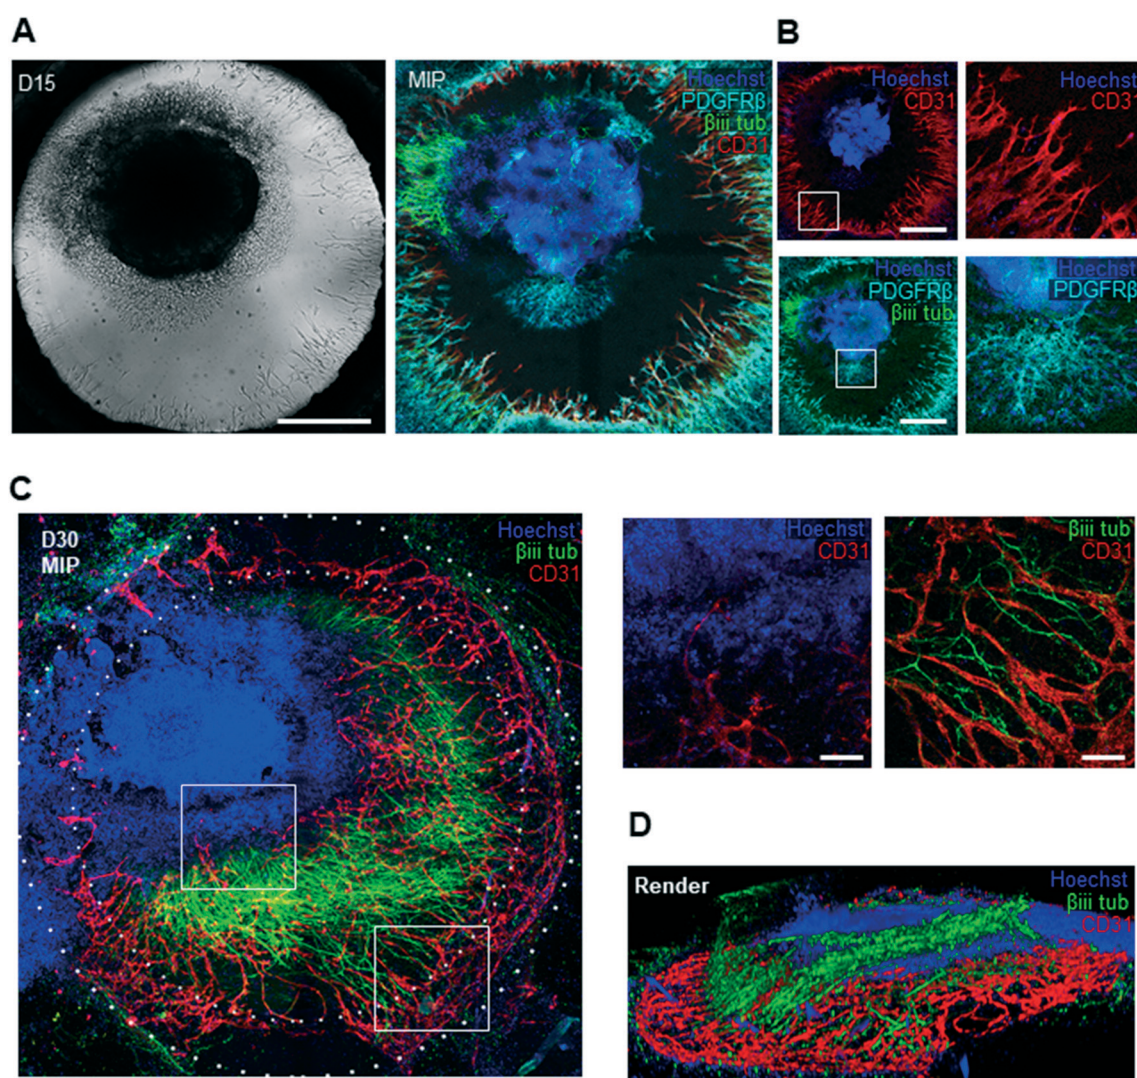 A
D15
MIP
Hoechst
PDGFRβ
βiii tub
CD31
B
Hoechst
CD31
Hoechst
CD31
Hoechst
PDGFRβ
βiii tub
Hoechst
PDGFRβ
C
D30
MIP
Hoechst
βiii tub
CD31
Hoechst
CD31
βiii tub
CD31
D
Render
Hoechst
βiii tub
CD31